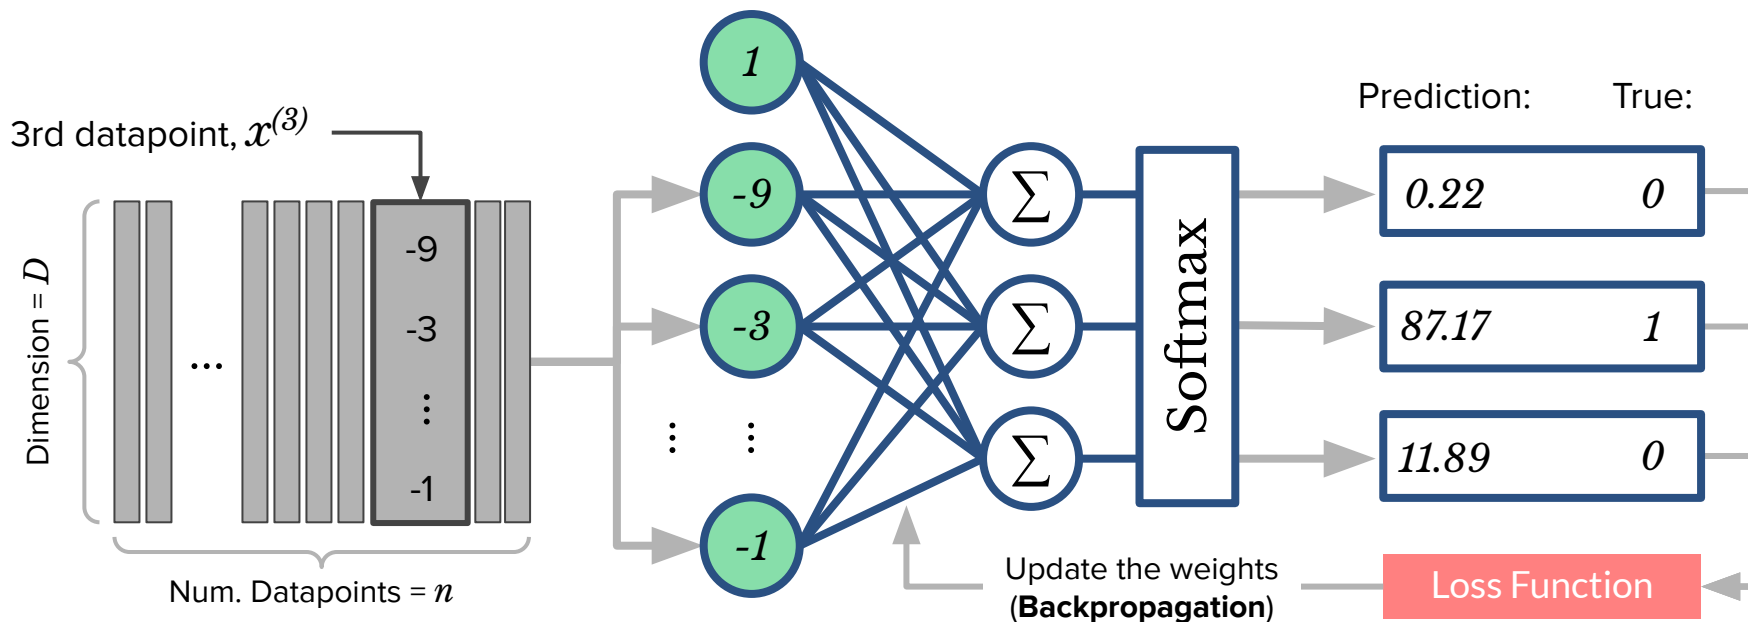 3rd datapoint, x^(3)
Dimension = D
...
-9
-3
...
-1
Num. Datapoints = n
1
-9
-3
... ...
-1
∑
∑
∑
Softmax
Prediction: True:
0.22 0
87.17 1
11.89 0
Loss Function
Update the weights
(Backpropagation)